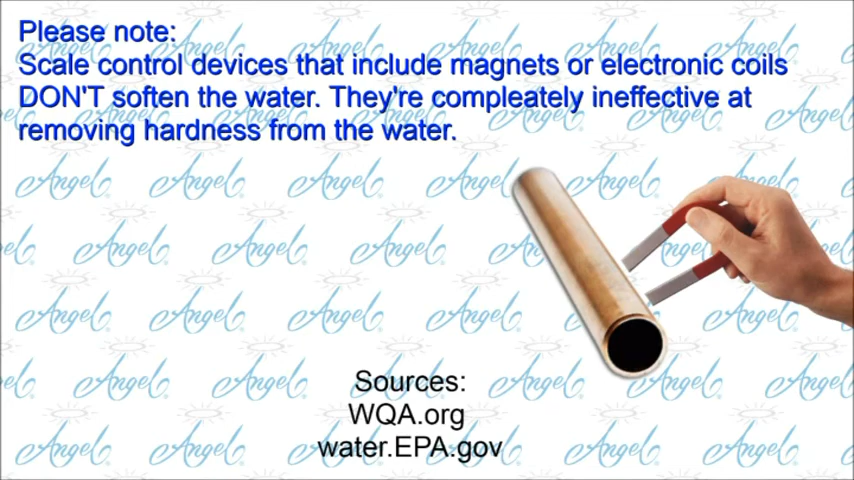 Please note:
Scale control devices that include magnets or electronic coils
DON'T soften the water. They're compleately ineffective at
removing hardness from the water.
Angel
Sources:
WQA.org
water.EPA.gov